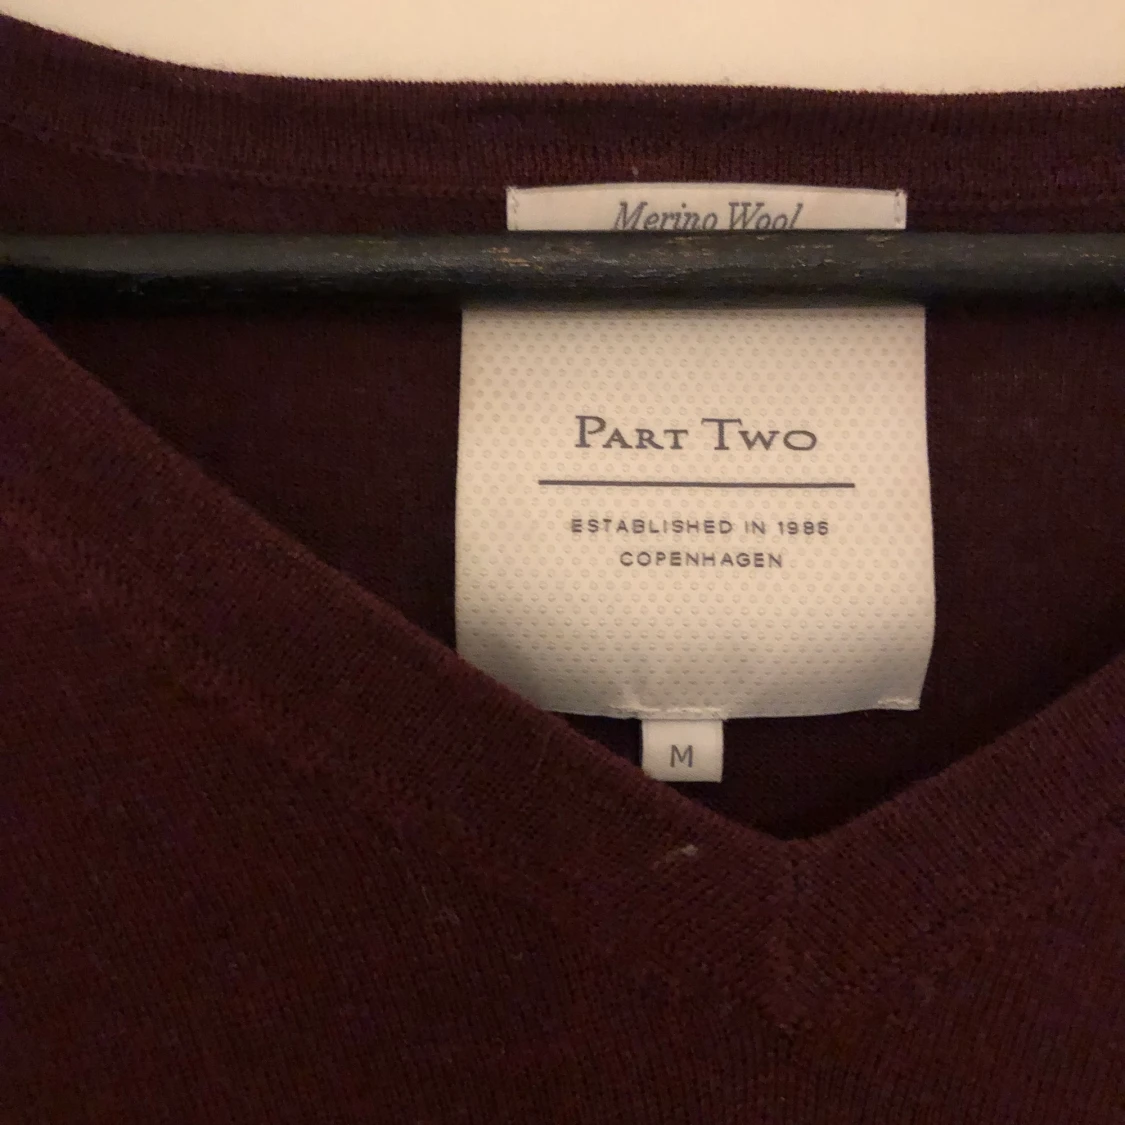 Merino Wool
PART TWO
ESTABLISHED IN 1986
COPENHAGEN
M